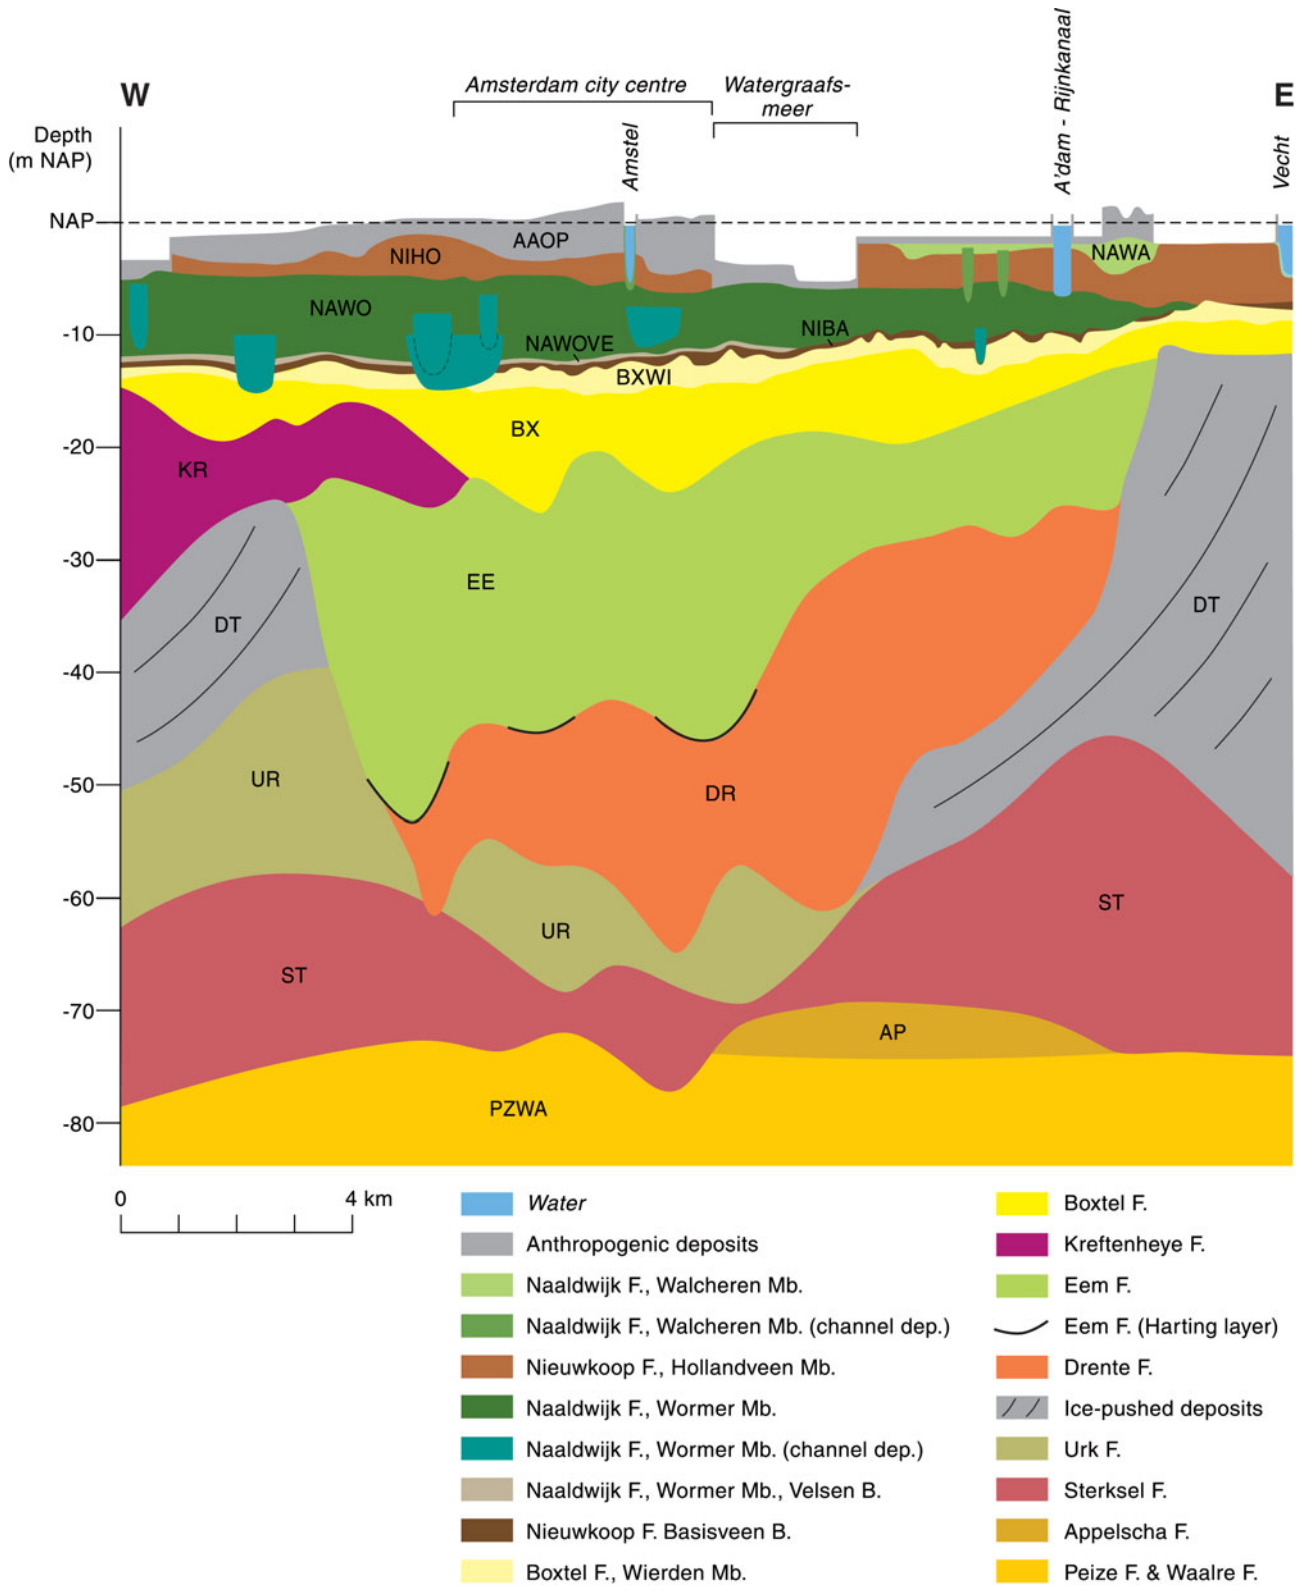 Amsterdam city centre
Watergraafs-
meer
A'dam - Rijnkanaal
W
E
Depth
(m NAP)
Amstel
Vecht
NAP
AAOP
NIHO
NAWA
NAWO
NIBA
-10
NAWOVE
BXWI
BX
-20
KR
-30
EE
DT
DT
-40
UR
-50
DR
-60
ST
UR
ST
-70
AP
PZWA
-80
0 4 km
Water
Anthropogenic deposits
Naaldwijk F., Walcheren Mb.
Naaldwijk F., Walcheren Mb. (channel dep.)
Nieuwkoop F., Hollandveen Mb.
Naaldwijk F., Wormer Mb.
Naaldwijk F., Wormer Mb. (channel dep.)
Naaldwijk F., Wormer Mb., Velsen B.
Nieuwkoop F. Basisveen B.
Boxtel F., Wierden Mb.
Boxtel F.
Kreftenheye F.
Eem F.
Eem F. (Harting layer)
Drente F.
Ice-pushed deposits
Urk F.
Sterksel F.
Appelscha F.
Peize F. & Waalre F.